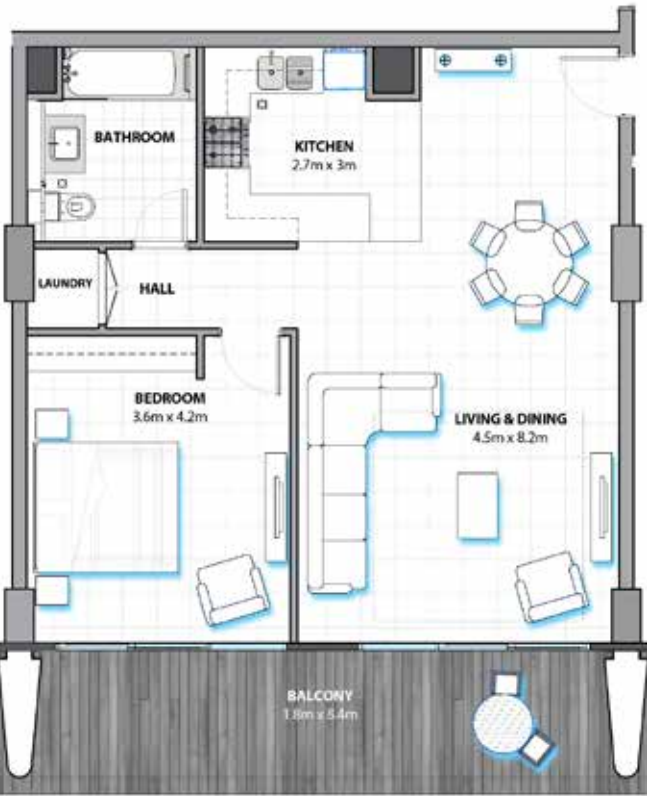 BATHROOM
KITCHEN
2.7m x 3m
LAUNDRY
HALL
BEDROOM
3.6m x 4.2m
LIVING & DINING
4.5m x 8.2m
BALCONY
1.8m x 8.4m